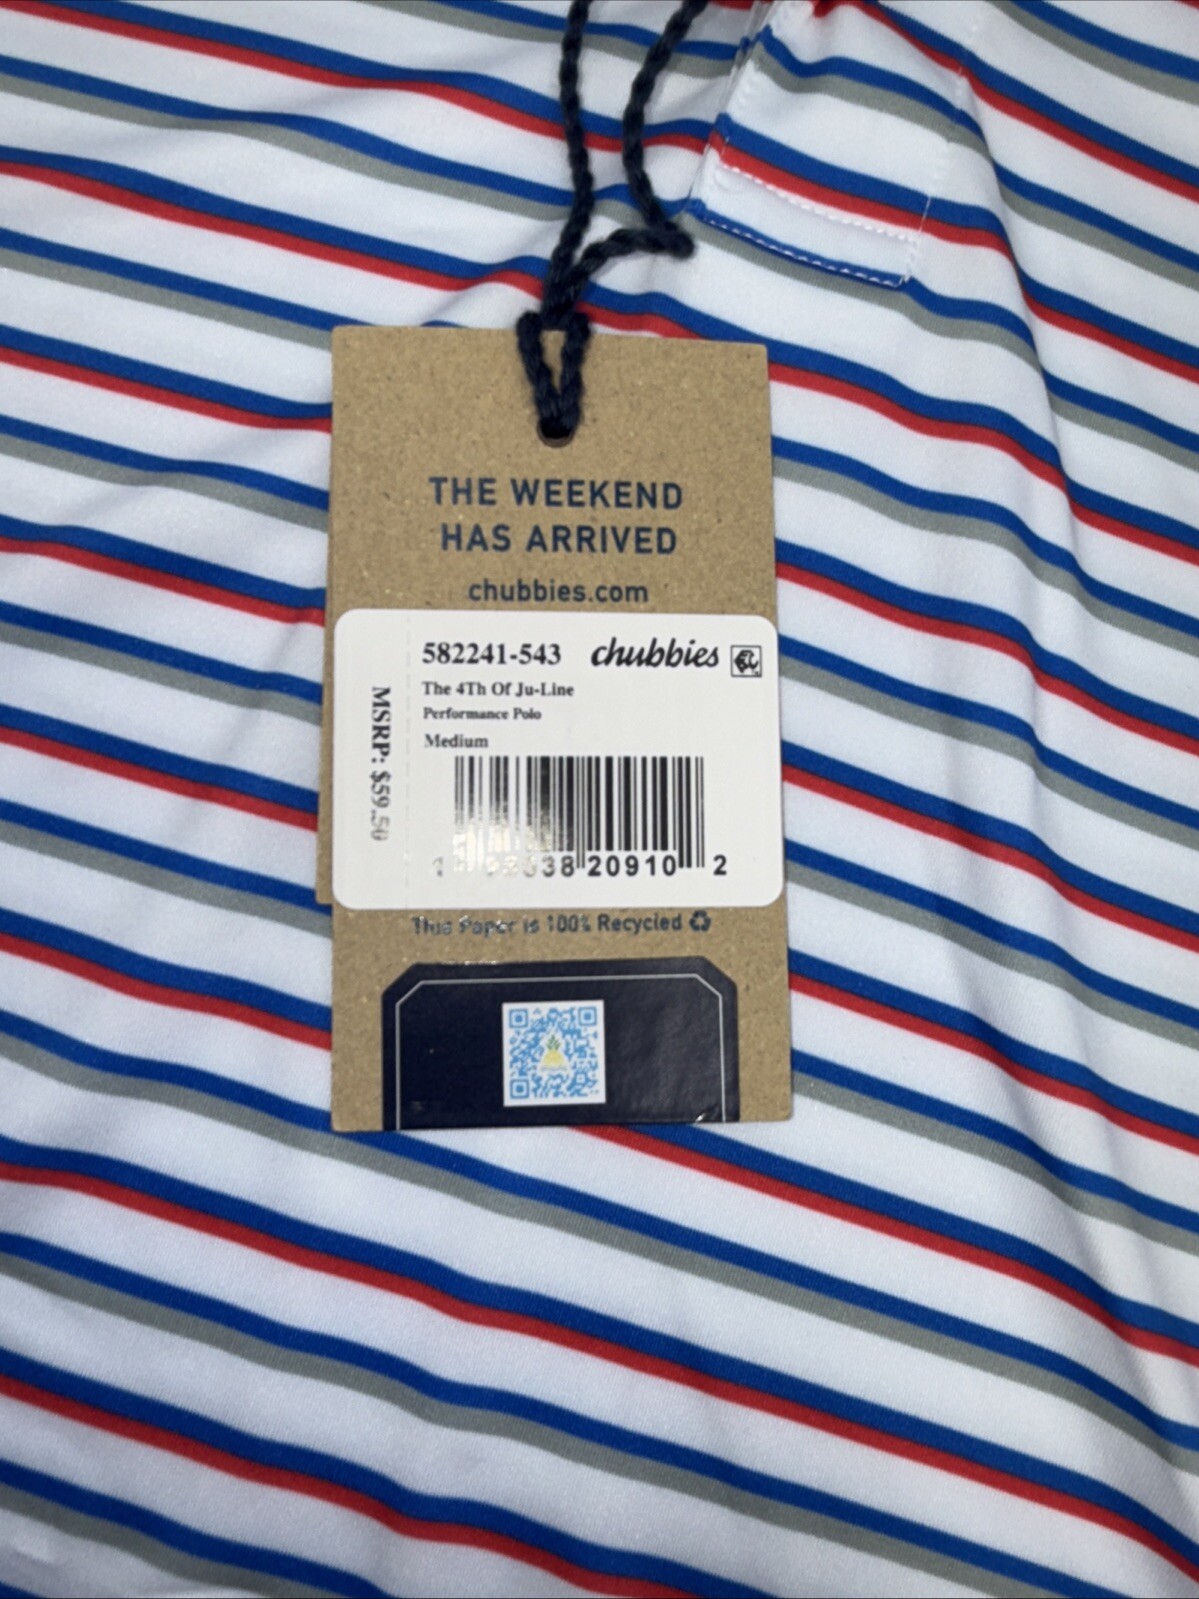 THE WEEKEND
HAS ARRIVED
chubbies.com
582241-543 chubbies
The 4Th Of Ju-Line
Performance Polo
Medium
MSRP: $59.50
38 20910 2
This Paper is 100% Recycled